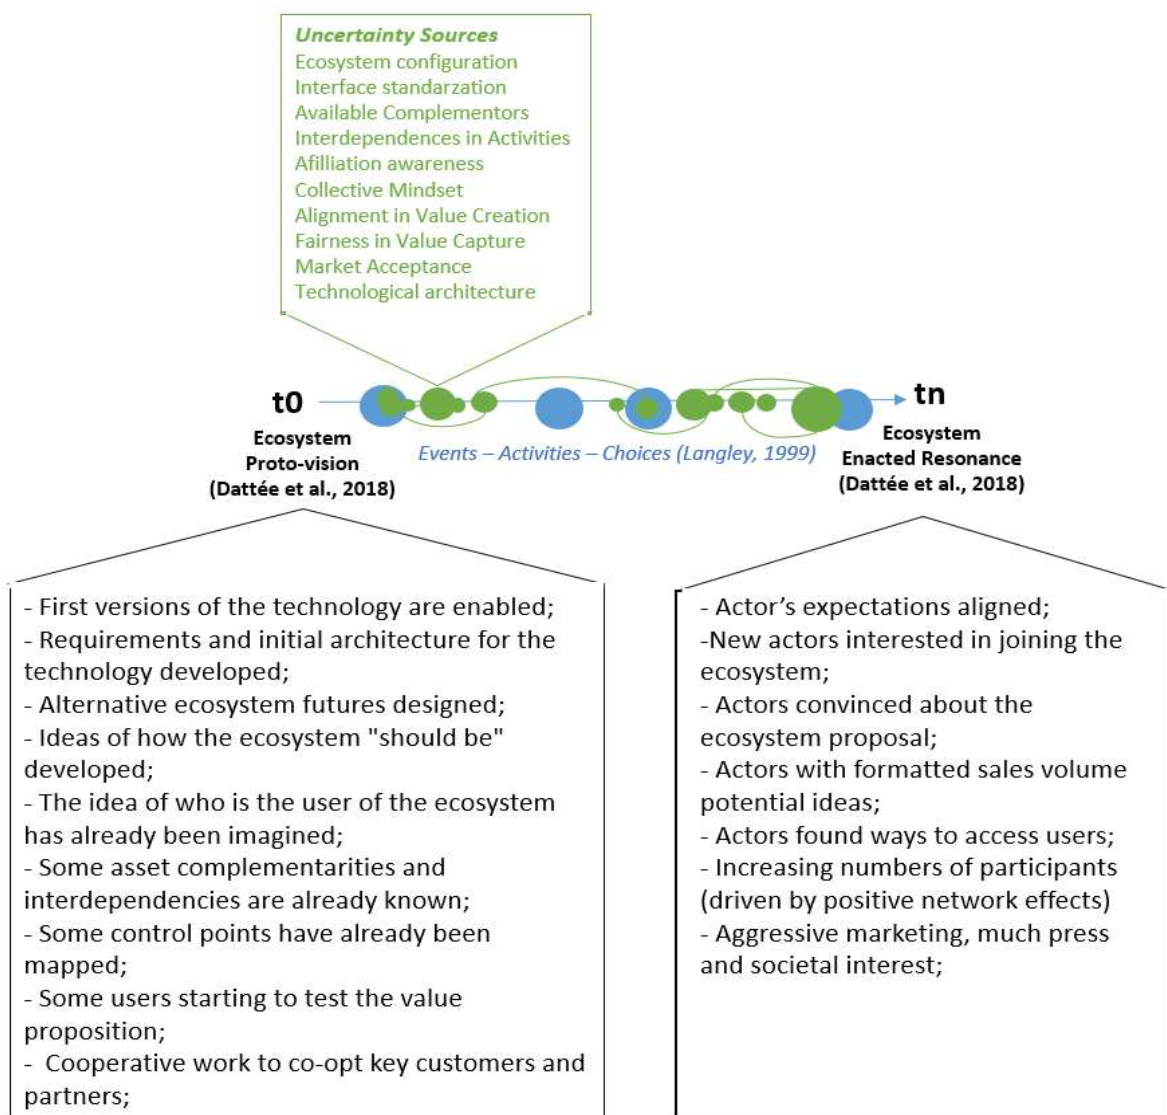 Uncertainty Sources
Ecosystem configuration
Interface standarzation
Available Complementors
Interdependences in Activities
Afilliation awareness
Collective Mindset
Alignment in Value Creation
Fairness in Value Capture
Market Acceptance
Technological architecture
t0
tn
Ecosystem
Proto-vision
(Dattée et al., 2018)
Events – Activities – Choices (Langley, 1999)
Ecosystem
Enacted Resonance
(Dattée et al., 2018)
- First versions of the technology are enabled;
- Requirements and initial architecture for the
technology developed;
- Alternative ecosystem futures designed;
- Ideas of how the ecosystem "should be"
developed;
- The idea of who is the user of the ecosystem
has already been imagined;
- Some asset complementarities and
interdependencies are already known;
- Some control points have already been
mapped;
- Some users starting to test the value
proposition;
- Cooperative work to co-opt key customers and
partners;
- Actor’s expectations aligned;
-New actors interested in joining the
ecosystem;
- Actors convinced about the
ecosystem proposal;
- Actors with formatted sales volume
potential ideas;
- Actors found ways to access users;
- Increasing numbers of participants
(driven by positive network effects)
- Aggressive marketing, much press
and societal interest;